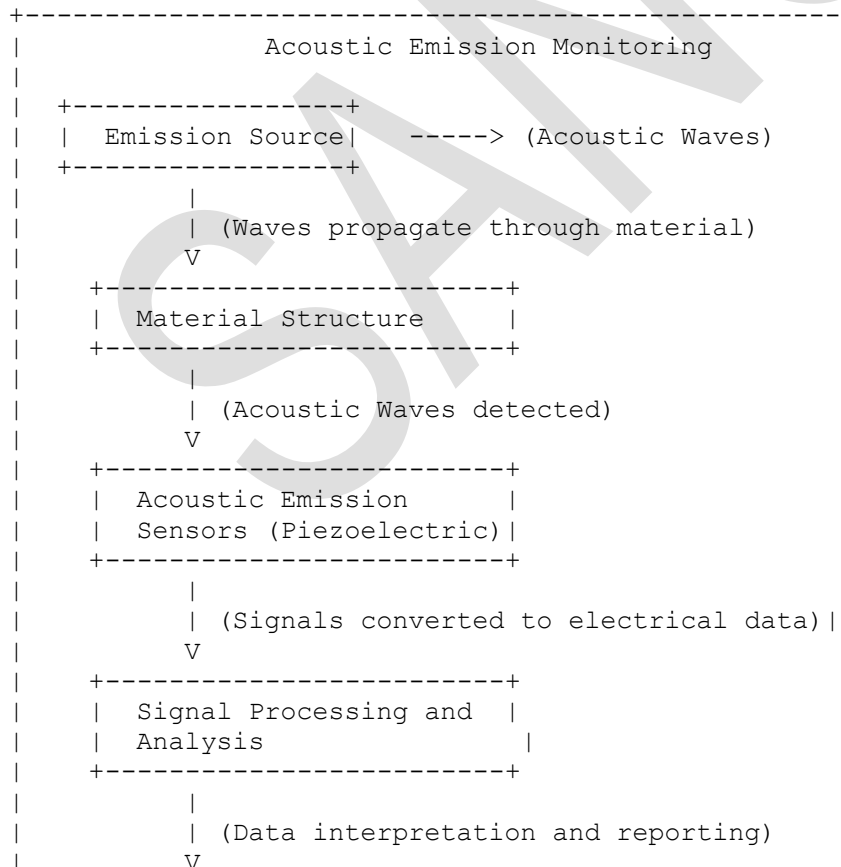 +---------------------------------------------------
| Acoustic Emission Monitoring
|
| +-----------------+
| | Emission Source| -----> (Acoustic Waves)
| +-----------------+
| |
| | (Waves propagate through material)
| V
| +-------------------------+
| | Material Structure |
| +-------------------------+
| |
| | (Acoustic Waves detected)
| V
| +-------------------------+
| | Acoustic Emission |
| | Sensors (Piezoelectric)|
| +-------------------------+
| |
| | (Signals converted to electrical data)|
| V
| +-------------------------+
| | Signal Processing and |
| | Analysis |
| +-------------------------+
| |
| | (Data interpretation and reporting)
| V